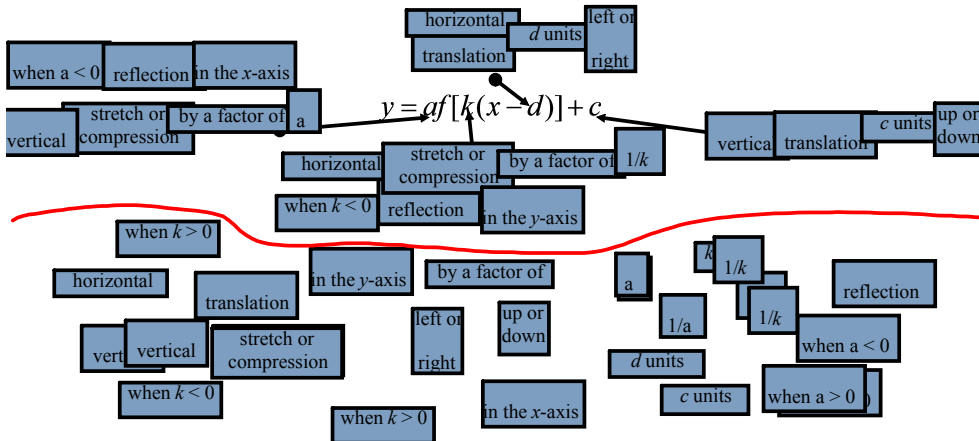 horizontal
translation
d units
left or
right
when a < 0
reflection
in the x-axis
vertical
stretch or
compression
by a factor of
a
y = af[k(x−d)]+c
vertical
translation
c units
up or
down
horizontal
stretch or
compression
by a factor of
1/k
when k < 0
reflection
in the y-axis
when k > 0
horizontal
translation
in the y-axis
by a factor of
a
k
1/k
reflection
1/k
1/a
left or
right
up or
down
vertical
stretch or
compression
when a < 0
d units
when k < 0
when k > 0
in the x-axis
c units
when a > 0